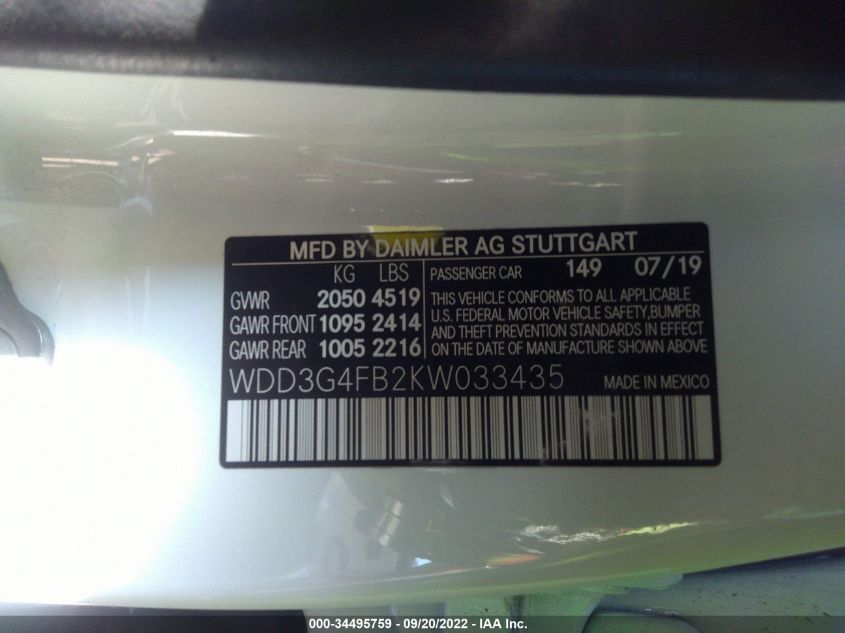 MFD BY DAIMLER AG STUTTGART
KG LBS
GVWR 2050 4519
GAWR FRONT 1095 2414
GAWR REAR 1005 2216
PASSENGER CAR 149 07/19
THIS VEHICLE CONFORMS TO ALL APPLICABLE
U.S. FEDERAL MOTOR VEHICLE SAFETY,BUMPER
AND THEFT PREVENTION STANDARDS IN EFFECT
ON THE DATE OF MANUFACTURE SHOWN ABOVE
WDD3G4FB2KW033435 MADE IN MEXICO
000-34495759 - 09/20/2022 - IAA Inc.